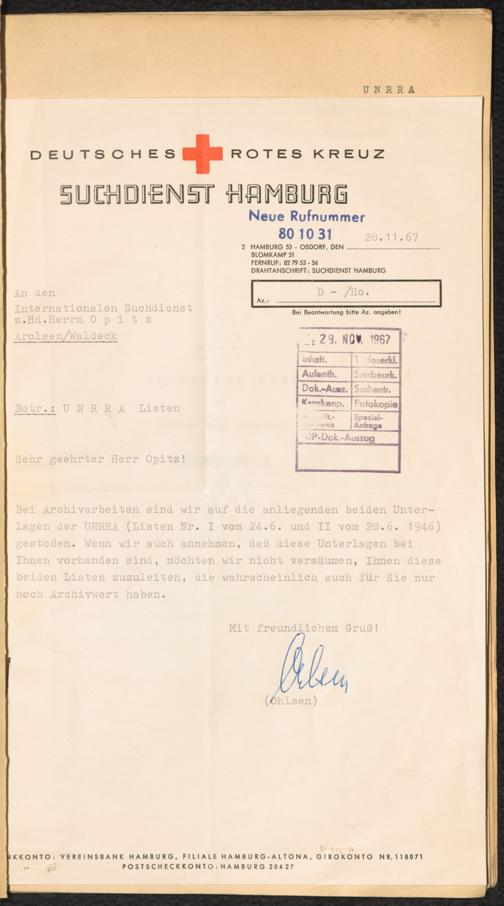 UNRRA
DEUTSCHES ROTES KREUZ
SUCHDIENST HAMBURG
Neue Rufnummer
80 10 31
2 HAMBURG 53 - OSDORF, DEN 28.11.67
BLOMKAMP 51
FERNRUF: 82 79 53 - 56
DRAHTANSCHRIFT: SUCHDIENST HAMBURG
Az.: D - /Ho.
Bei Beantwortung bitte Az. angeben!
An den
Internationalen Suchdienst
z.Hd.Herrn O p i t z
Arolsen/Waldeck
29. NOV. 1967
Inhaft.
Aufenth. Sterbeurk.
Dok.-Ausz. Suchantr.
Krankenp. Fotokopie
Spezial-
Anfrage
DP-Dok.-Auszug
Betr.: U N R R A Listen
Sehr geehrter Herr Opitz!
Bei Archivarbeiten sind wir auf die anliegenden beiden Unter-
lagen der UNRRA (Listen Nr. I vom 24.6. und II vom 28.6. 1946)
gestoßen. Wenn wir auch annehmen, daß diese Unterlagen bei
Ihnen vorhanden sind, möchten wir nicht versäumen, Ihnen diese
beiden Listen zuzuleiten, die wahrscheinlich auch für Sie nur
noch Archivwert haben.
Mit freundlichem Gruß!
Ohlsen
(Ohlsen)
NKKONTO: VEREINSBANK HAMBURG, FILIALE HAMBURG-ALTONA, GIROKONTO NR. 118071
POSTSCHECKKONTO: HAMBURG 204 27